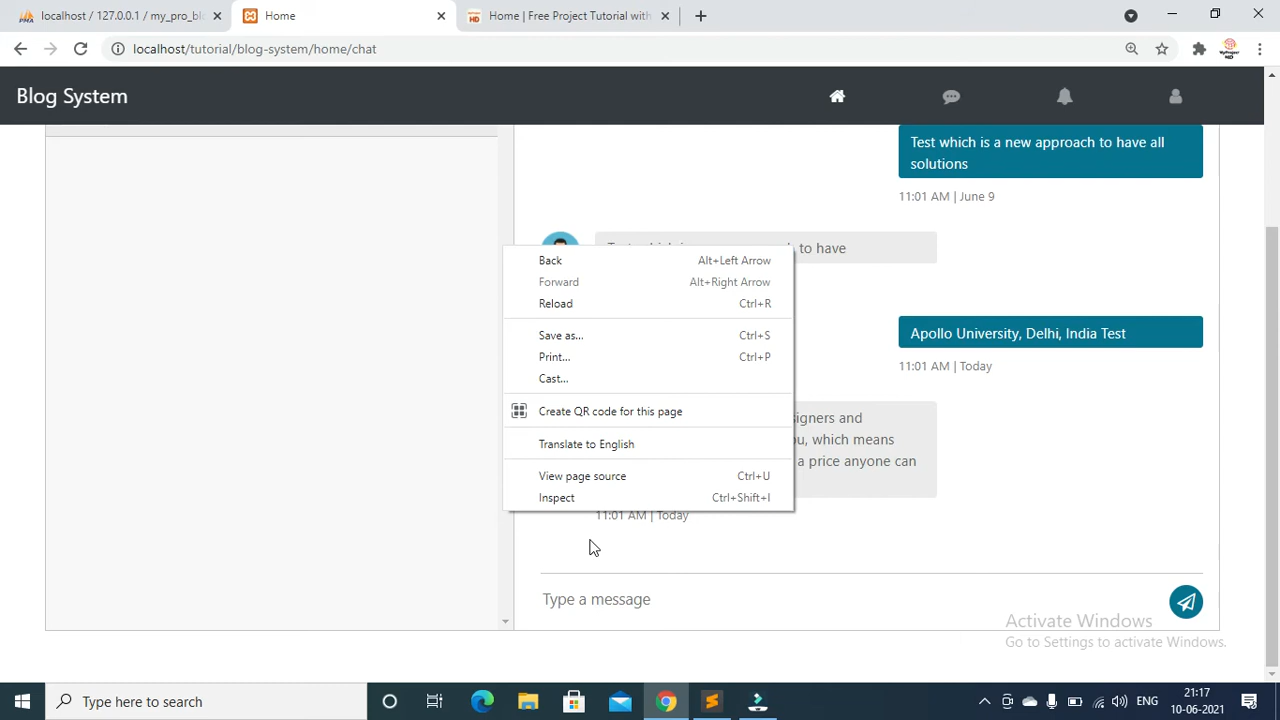 localhost / 127.0.0.1 / my_pro_bl
Home
Home | Free Project Tutorial with
localhost/tutorial/blog-system/home/chat
Blog System
Test which is a new approach to have all
solutions
11:01 AM | June 9
to have
Apollo University, Delhi, India Test
11:01 AM | Today
signers and
which means
a price anyone can
11:01 AM | Today
Back Alt+Left Arrow
Forward Alt+Right Arrow
Reload Ctrl+R
Save as... Ctrl+S
Print... Ctrl+P
Cast...
Create QR code for this page
Translate to English
View page source Ctrl+U
Inspect Ctrl+Shift+I
Type a message
Activate Windows
Go to Settings to activate Windows.
Type here to search
ENG
21:17
10-06-2021